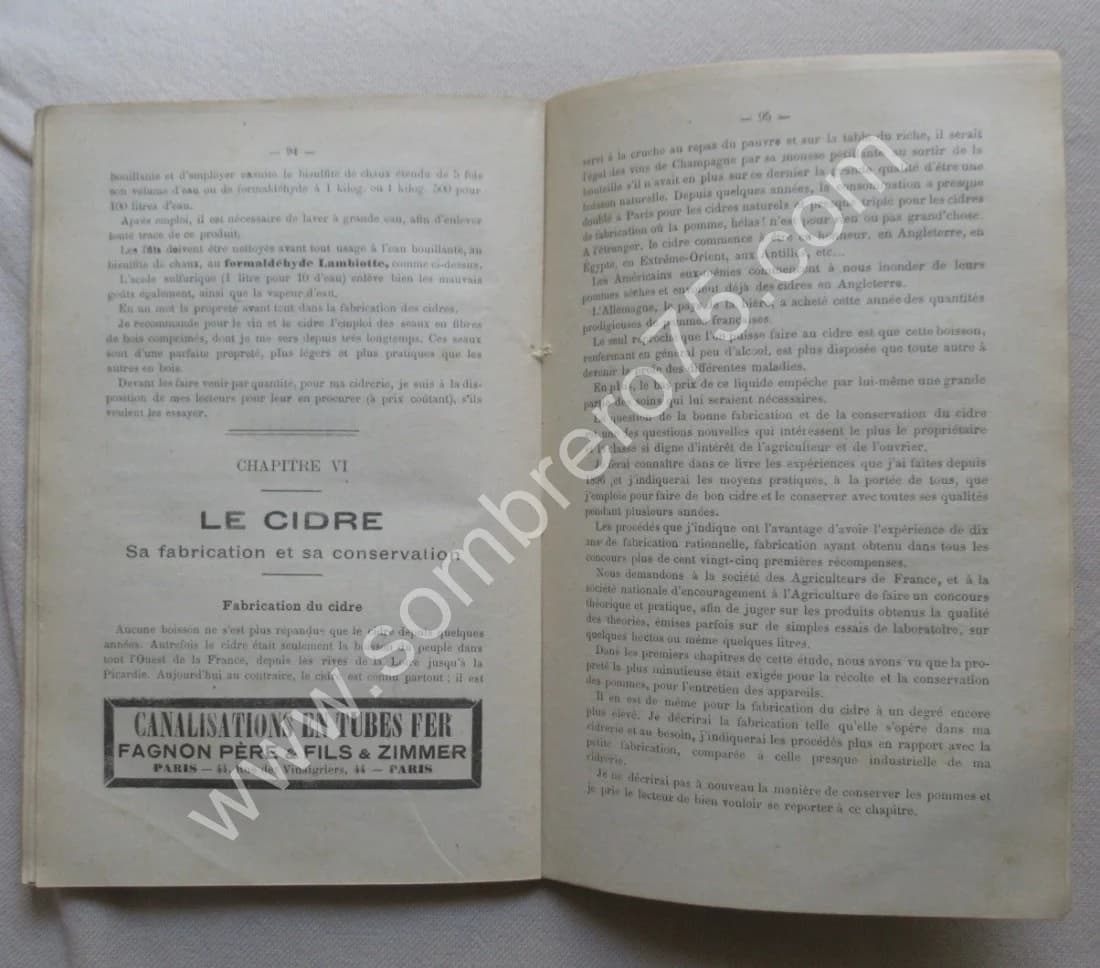 — 94 —
bouillante et d'employer ensuite le bisulfite de chaux étendu de 5 fois
son volume d'eau ou de formaldéhyde à 1 kilog. ou 1 kilog. 500 pour
100 litres d'eau.
Après emploi, il est nécessaire de laver à grande eau, afin d'enlever
toute trace de ce produit.
Les fûts doivent être nettoyés avant tout usage à l'eau bouillante, au
bisulfite de chaux, au formaldéhyde Lambiotte, comme ci-dessus.
L'acide sulfurique (1 litre pour 10 d'eau) enlève bien les mauvais
goûts également, ainsi que la vapeur d'eau.
En un mot la propreté avant tout dans la fabrication des cidres.
Je recommande pour le vin et le cidre l'emploi des seaux en fibres
de bois comprimés, dont je me sers depuis très longtemps. Ces seaux
sont d'une parfaite propreté, plus légers et plus pratiques que les
autres en bois.
Devant les faire venir par quantité, pour ma cidrerie, je suis à la dis-
position de mes lecteurs pour leur en procurer (à prix coûtant), s'ils
veulent les essayer.
CHAPITRE VI
LE CIDRE
Sa fabrication et sa conservation
Fabrication du cidre
Aucune boisson ne s'est plus répandue que le cidre depuis quelques
années. Autrefois le cidre était seulement la du peuple dans
tout l'Ouest de la France, depuis les rives de la jusqu'à la
Picardie. Aujourd'hui au contraire, le cidre est connu partout ; il est
CANALISATIONS EN TUBES FER
FAGNON PÈRE & FILS & ZIMMER
PARIS — 44, rue des Vinaigriers, 44 — PARIS
— 95 —
servi à la cruche au repas du pauvre et sur la table du riche, il serait
l'égal des vins de Champagne par sa mousse pétillante au sortir de la
bouteille s'il n'avait en plus sur ce dernier la grande qualité d'être une
boisson naturelle. Depuis quelques années, la consommation a presque
doublé à Paris pour les cidres naturels et presque triplé pour les cidres
de fabrication où la pomme, hélas! n'est pour rien ou pas grand'chose.
A l'étranger, le cidre commence à être en honneur, en Angleterre, en
Égypte, en Extrême-Orient, aux Antilles, etc...
Les Américains eux-mêmes commencent à nous inonder de leurs
pommes sèches et envoient déjà des cidres en Angleterre.
L'Allemagne, le pays de la bière, a acheté cette année des quantités
prodigieuses de pommes françaises.
Le seul reproche que l'on puisse faire au cidre est que cette boisson,
renfermant en général peu d'alcool, est plus disposée que toute autre à
devenir la proie des différentes maladies.
En plus, le bas prix de ce liquide empêche par lui-même une grande
partie des soins qui lui seraient nécessaires.
La question de la bonne fabrication et de la conservation du cidre
est une des questions nouvelles qui intéressent le plus le propriétaire
et la classe si digne d'intérêt de l'agriculteur et de l'ouvrier.
Je ferai connaître dans ce livre les expériences que j'ai faites depuis
1896 et j'indiquerai les moyens pratiques, à la portée de tous, que
j'emploie pour faire de bon cidre et le conserver avec toutes ses qualités
pendant plusieurs années.
Les procédés que j'indique ont l'avantage d'avoir l'expérience de dix
ans de fabrication rationnelle, fabrication ayant obtenu dans tous les
concours plus de cent vingt-cinq premières récompenses.
Nous demandons à la société des Agriculteurs de France, et à la
société nationale d'encouragement à l'Agriculture de faire un concours
théorique et pratique, afin de juger sur les produits obtenus la qualité
des théories, émises parfois sur de simples essais de laboratoire, sur
quelques hectos ou même quelques litres.
Dans les premiers chapitres de cette étude, nous avons vu que la pro-
preté la plus minutieuse était exigée pour la récolte et la conservation
des pommes, pour l'entretien des appareils.
Il en est de même pour la fabrication du cidre à un degré encore
plus élevé. Je décrirai la fabrication telle qu'elle s'opère dans ma
cidrerie et au besoin, j'indiquerai les procédés plus en rapport avec la
petite fabrication, comparée à celle presque industrielle de ma
cidrerie.
Je ne décrirai pas à nouveau la manière de conserver les pommes et
je prie le lecteur de bien vouloir se reporter à ce chapitre.
www.sombrero75.com